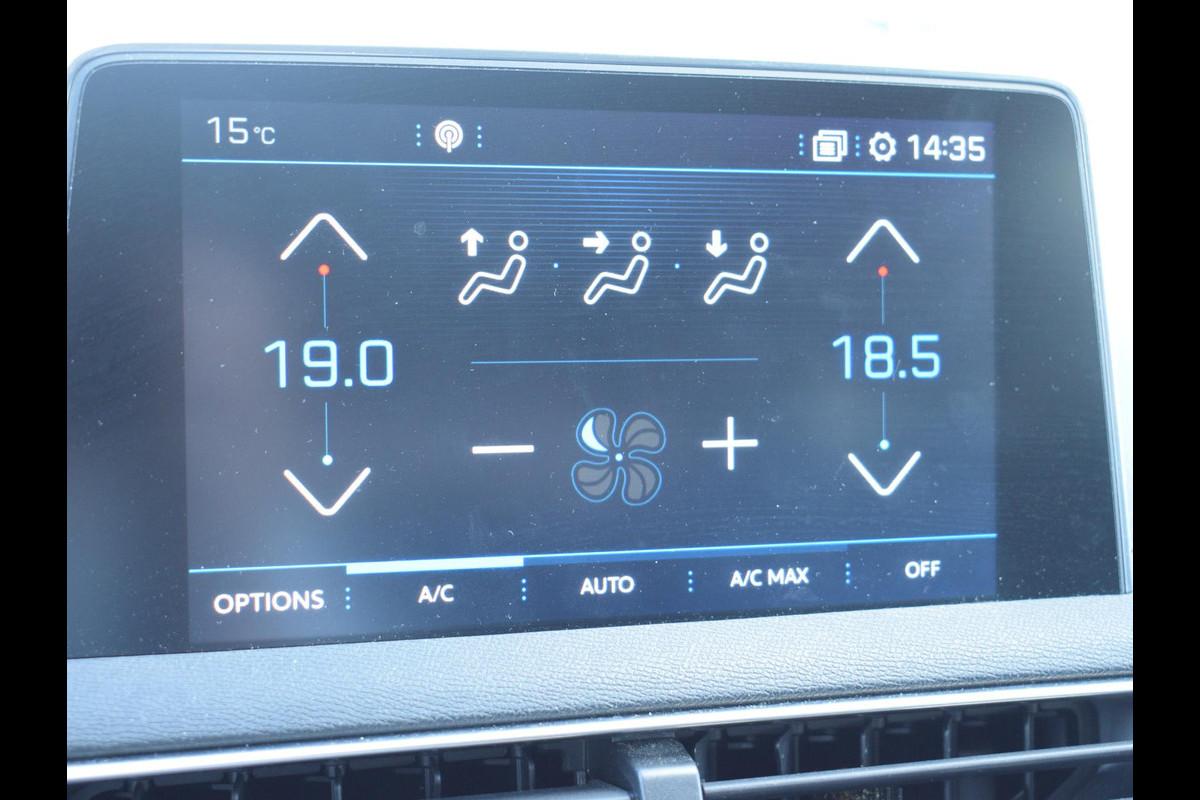 15°C
14:35
19.0
18.5
OPTIONS
A/C
AUTO
A/C MAX
OFF